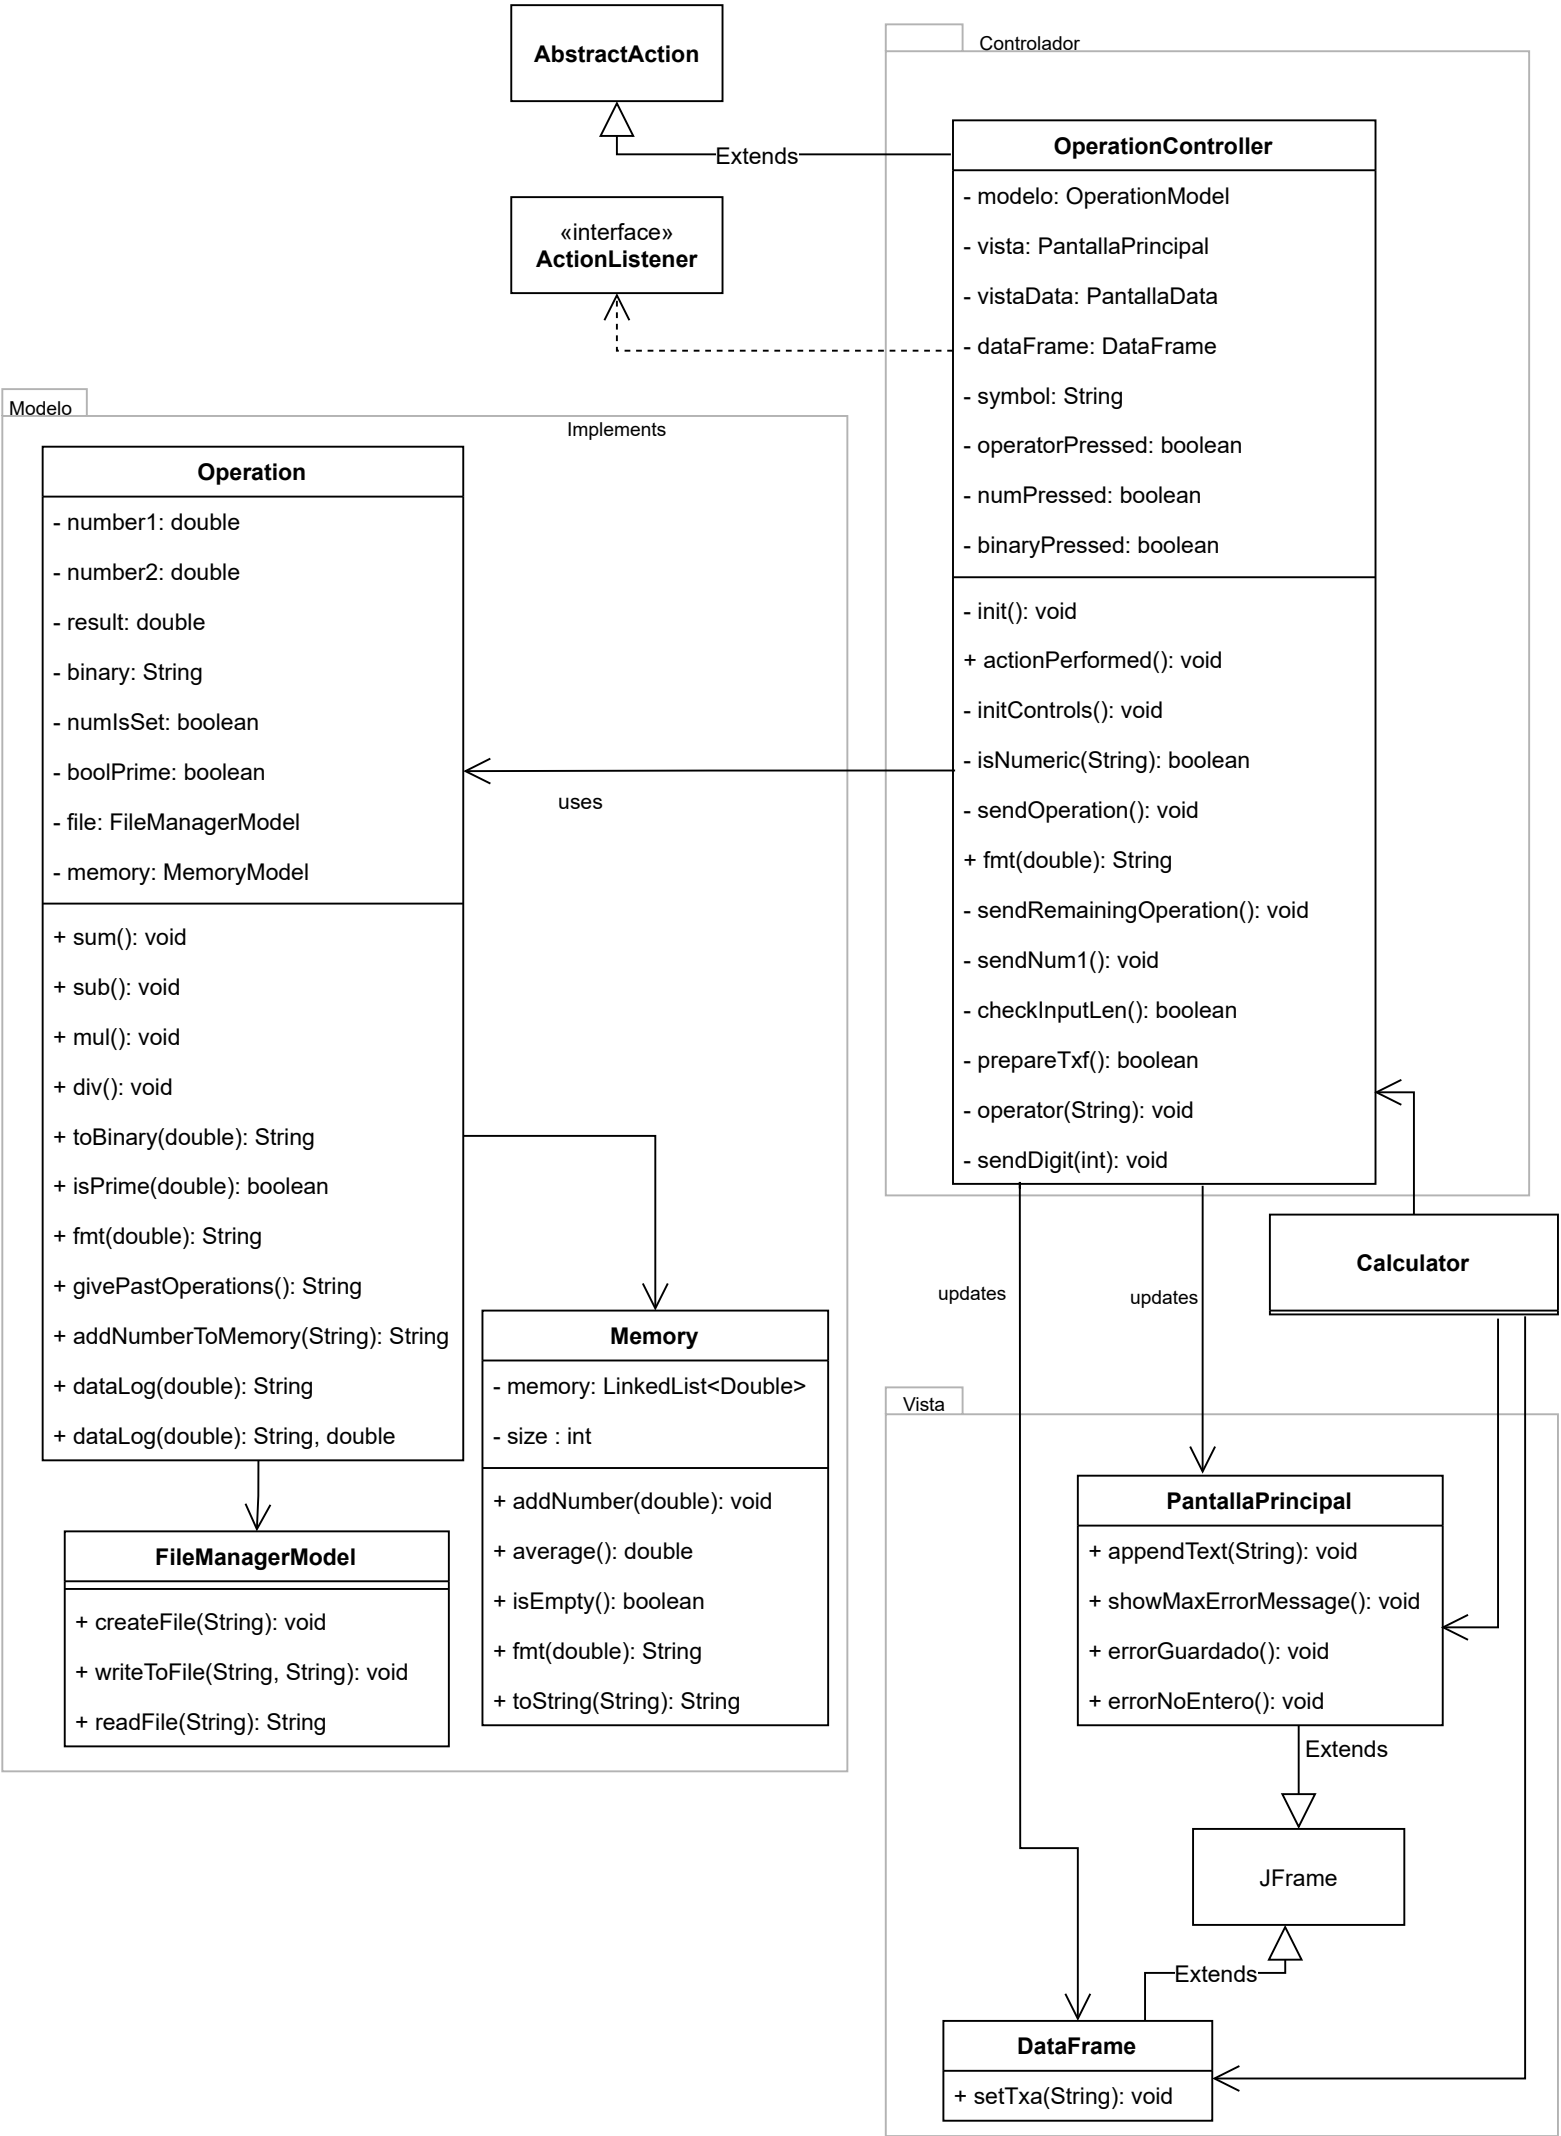 AbstractAction
Extends
«interface»
ActionListener
Controlador
OperationController
- modelo: OperationModel
- vista: PantallaPrincipal
- vistaData: PantallaData
- dataFrame: DataFrame
- symbol: String
- operatorPressed: boolean
- numPressed: boolean
- binaryPressed: boolean
- init(): void
+ actionPerformed(): void
- initControls(): void
- isNumeric(String): boolean
- sendOperation(): void
+ fmt(double): String
- sendRemainingOperation(): void
- sendNum1(): void
- checkInputLen(): boolean
- prepareTxf(): boolean
- operator(String): void
- sendDigit(int): void
Modelo
Implements
Operation
- number1: double
- number2: double
- result: double
- binary: String
- numIsSet: boolean
- boolPrime: boolean
- file: FileManagerModel
- memory: MemoryModel
+ sum(): void
+ sub(): void
+ mul(): void
+ div(): void
+ toBinary(double): String
+ isPrime(double): boolean
+ fmt(double): String
+ givePastOperations(): String
+ addNumberToMemory(String): String
+ dataLog(double): String
+ dataLog(double): String, double
uses
Memory
- memory: LinkedList<Double>
- size : int
+ addNumber(double): void
+ average(): double
+ isEmpty(): boolean
+ fmt(double): String
+ toString(String): String
FileManagerModel
+ createFile(String): void
+ writeToFile(String, String): void
+ readFile(String): String
updates
updates
Calculator
Vista
PantallaPrincipal
+ appendText(String): void
+ showMaxErrorMessage(): void
+ errorGuardado(): void
+ errorNoEntero(): void
Extends
JFrame
Extends
DataFrame
+ setTxa(String): void